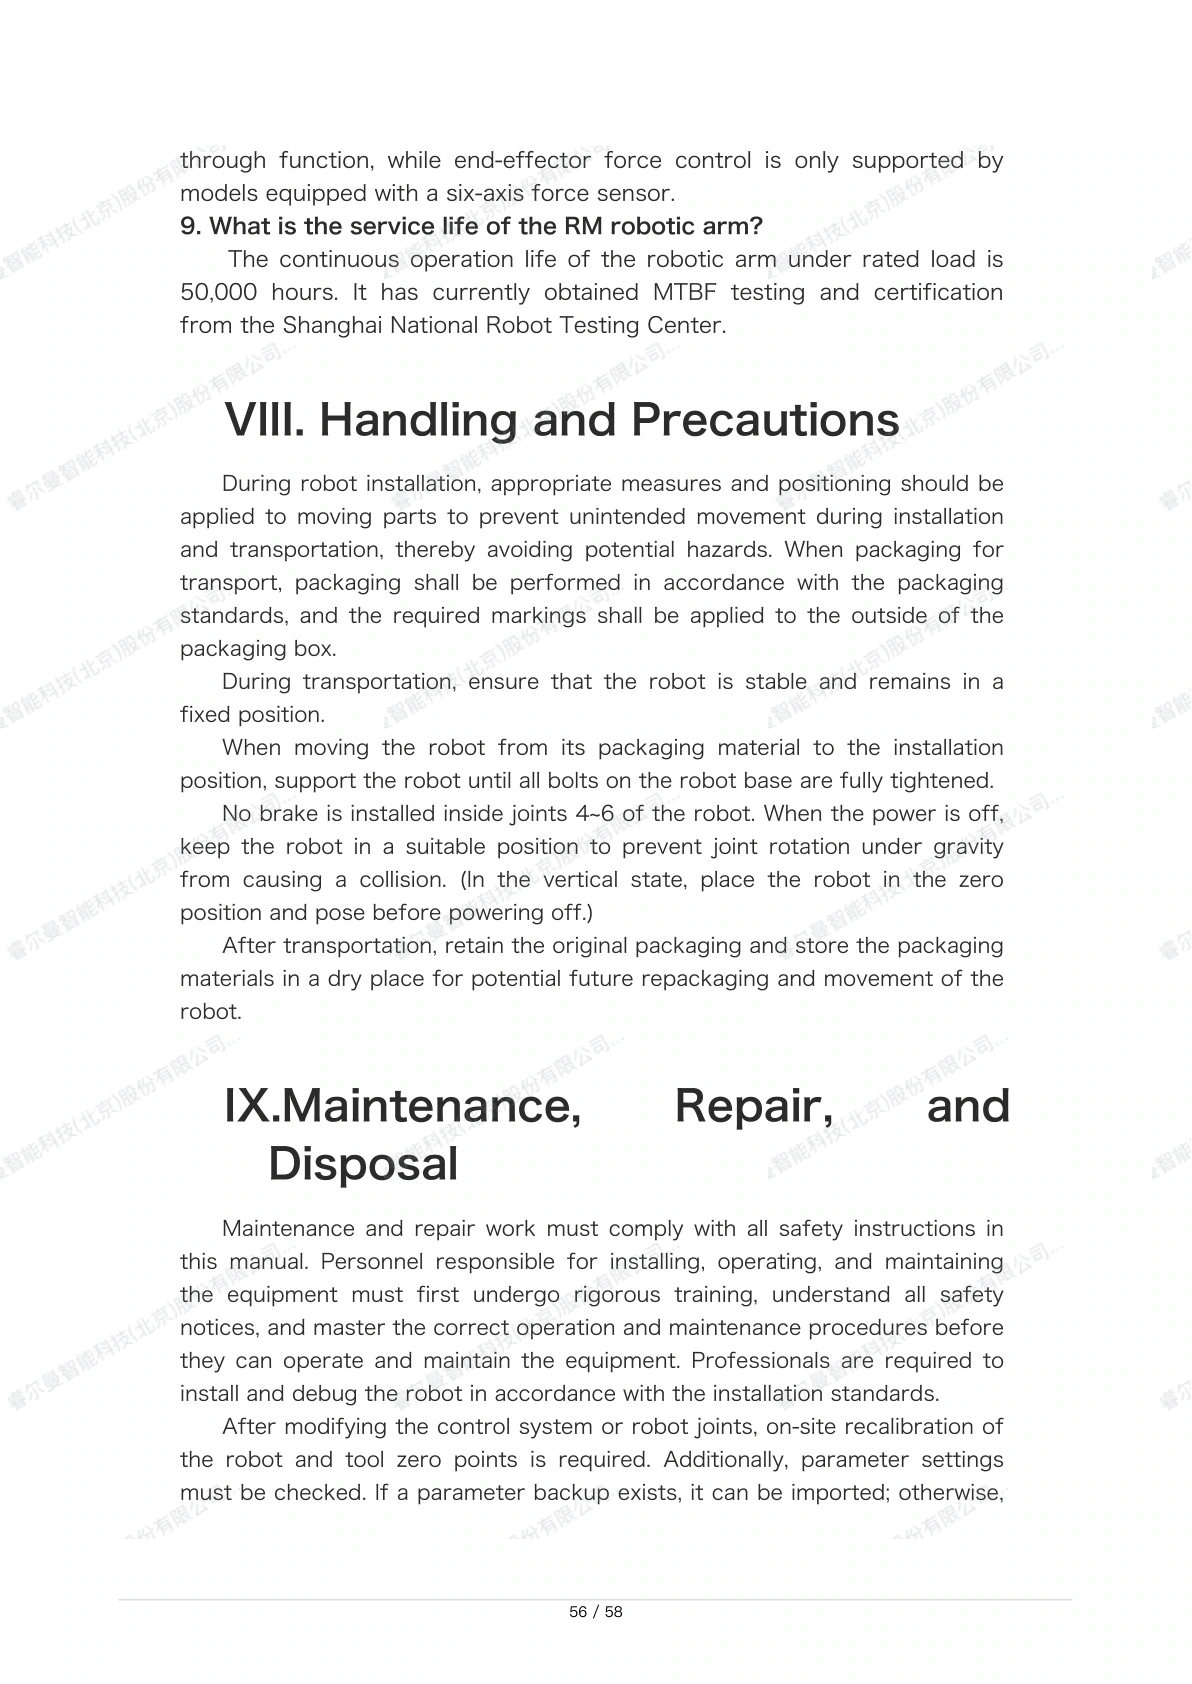 through function, while end-effector force control is only supported by
models equipped with a six-axis force sensor.
9. What is the service life of the RM robotic arm?
The continuous operation life of the robotic arm under rated load is
50,000 hours. It has currently obtained MTBF testing and certification
from the Shanghai National Robot Testing Center.
VIII. Handling and Precautions
During robot installation, appropriate measures and positioning should be
applied to moving parts to prevent unintended movement during installation
and transportation, thereby avoiding potential hazards. When packaging for
transport, packaging shall be performed in accordance with the packaging
standards, and the required markings shall be applied to the outside of the
packaging box.
During transportation, ensure that the robot is stable and remains in a
fixed position.
When moving the robot from its packaging material to the installation
position, support the robot until all bolts on the robot base are fully tightened.
No brake is installed inside joints 4~6 of the robot. When the power is off,
keep the robot in a suitable position to prevent joint rotation under gravity
from causing a collision. (In the vertical state, place the robot in the zero
position and pose before powering off.)
After transportation, retain the original packaging and store the packaging
materials in a dry place for potential future repackaging and movement of the
robot.
IX.Maintenance, Repair, and
Disposal
Maintenance and repair work must comply with all safety instructions in
this manual. Personnel responsible for installing, operating, and maintaining
the equipment must first undergo rigorous training, understand all safety
notices, and master the correct operation and maintenance procedures before
they can operate and maintain the equipment. Professionals are required to
install and debug the robot in accordance with the installation standards.
After modifying the control system or robot joints, on-site recalibration of
the robot and tool zero points is required. Additionally, parameter settings
must be checked. If a parameter backup exists, it can be imported; otherwise,
56 / 58
睿尔曼智能科技(北京)股份有限公司...